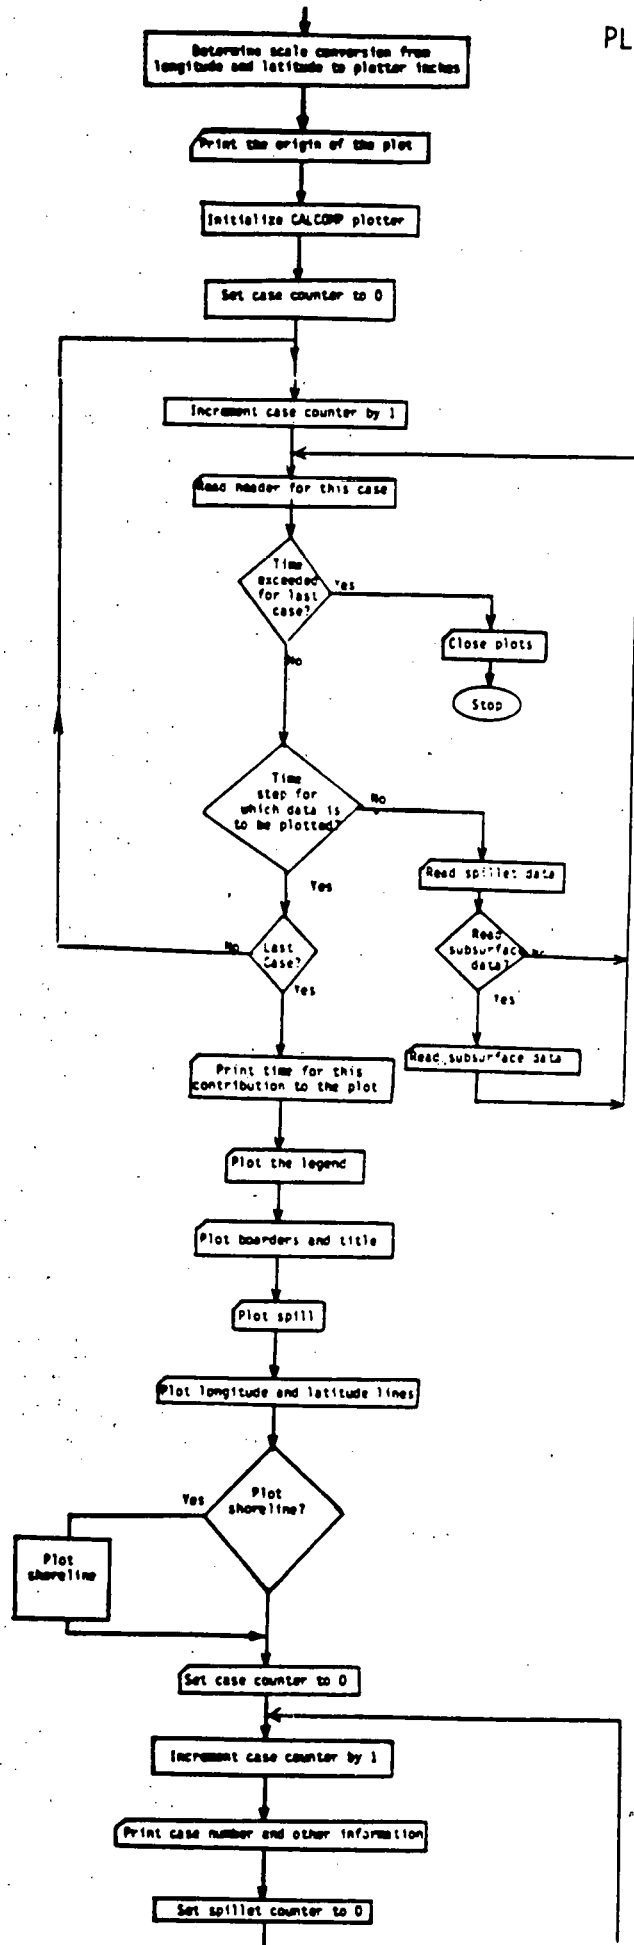 PL
Determine scale conversion from
longitude and latitude to plotter inches
Print the origin of the plot
Initialize CALCOMP plotter
Set case counter to 0
Increment case counter by 1
Read header for this case
Time
exceeded
for last
case?
Yes
No
Close plots
Stop
Time
step for
which data is
to be plotted?
No
Yes
Read spillet data
Last
Case?
No
Yes
Read
subsurface
data?
No
Yes
Read subsurface data
Print time for this
contribution to the plot
Plot the legend
Plot boarders and title
Plot spill
Plot longitude and latitude lines
Plot
shoreline?
Yes
Plot
shoreline
Set case counter to 0
Increment case counter by 1
Print case number and other information
Set spillet counter to 0